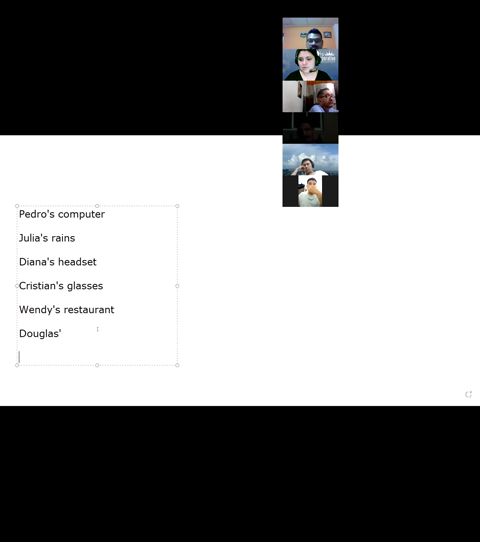 Pedro's computer
Julia's rains
Diana's headset
Cristian's glasses
Wendy's restaurant
Douglas'